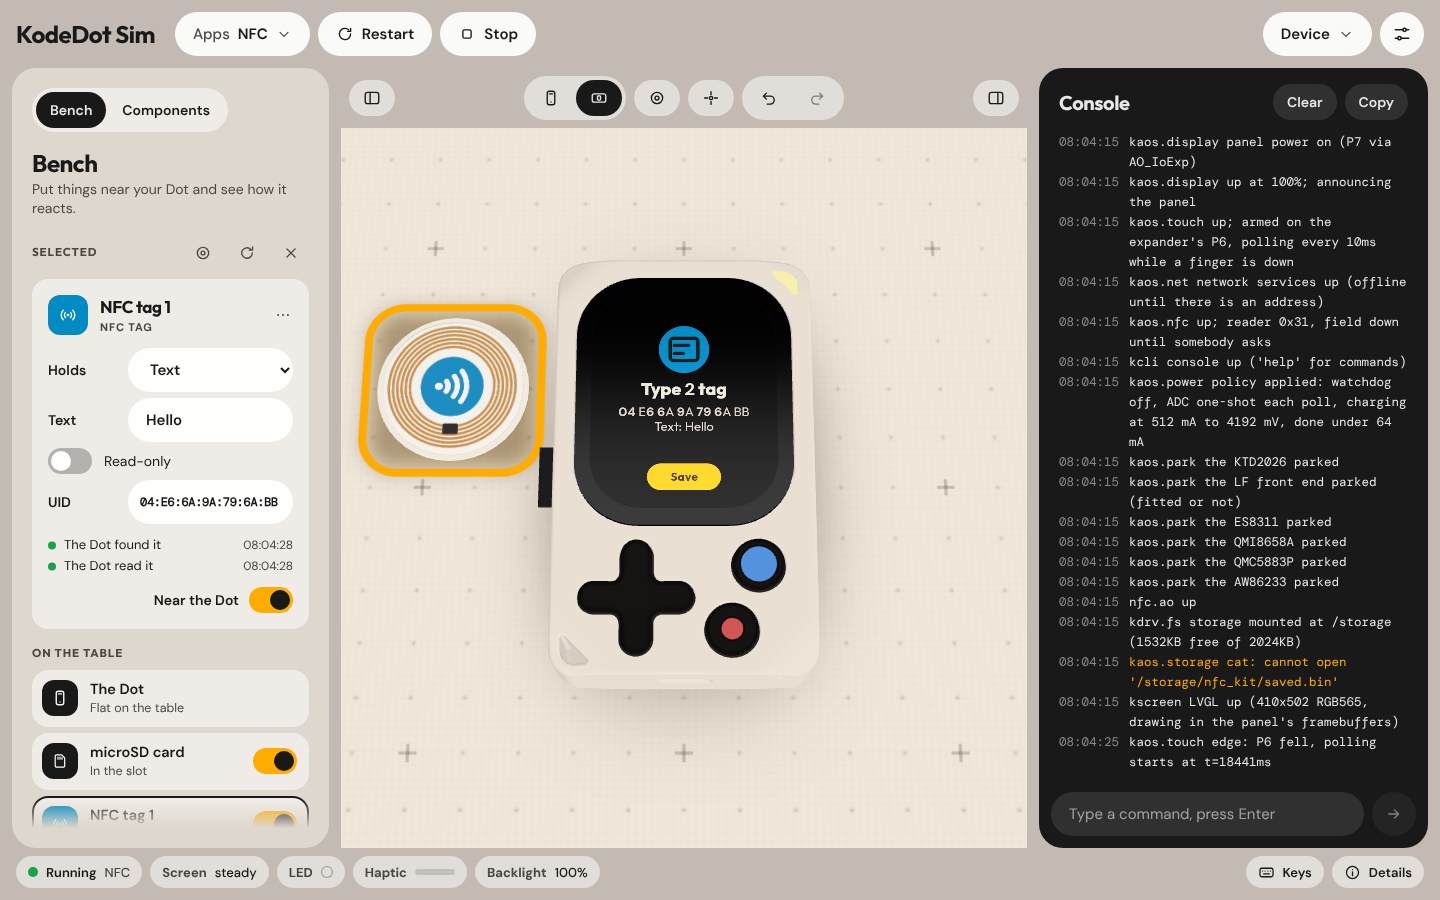 KodeDot Sim
Apps NFC
Restart
Stop
Device
Bench
Components
Bench
Put things near your Dot and see how it
reacts.
SELECTED
NFC tag 1
NFC TAG
Holds
Text
Text
Hello
Read-only
UID
04:E6:6A:9A:79:6A:BB
The Dot found it
08:04:28
The Dot read it
08:04:28
Near the Dot
ON THE TABLE
The Dot
Flat on the table
microSD card
In the slot
NFC tag 1
Type 2 tag
04 E6 6A 9A 79 6A BB
Text: Hello
Save
Console
Clear
Copy
08:04:15 kaos.display panel power on (P7 via
AO_IoExp)
08:04:15 kaos.display up at 100%; announcing
the panel
08:04:15 kaos.touch up; armed on the
expander's P6, polling every 10ms
while a finger is down
08:04:15 kaos.net network services up (offline
until there is an address)
08:04:15 kaos.nfc up; reader 0x31, field down
until somebody asks
08:04:15 kcli console up ('help' for commands)
08:04:15 kaos.power policy applied: watchdog
off, ADC one-shot each poll, charging
at 512 mA to 4192 mV, done under 64
mA
08:04:15 kaos.park the KTD2026 parked
08:04:15 kaos.park the LF front end parked
(fitted or not)
08:04:15 kaos.park the ES8311 parked
08:04:15 kaos.park the QMI8658A parked
08:04:15 kaos.park the QMC5883P parked
08:04:15 kaos.park the AW86233 parked
08:04:15 nfc.ao up
08:04:15 kdrv.fs storage mounted at /storage
(1532KB free of 2024KB)
08:04:15 kaos.storage cat: cannot open
'/storage/nfc_kit/saved.bin'
08:04:15 kscreen LVGL up (410x502 RGB565,
drawing in the panel's framebuffers)
08:04:25 kaos.touch edge: P6 fell, polling
starts at t=18441ms
Type a command, press Enter
Running NFC
Screen steady
LED
Haptic
Backlight 100%
Keys
Details